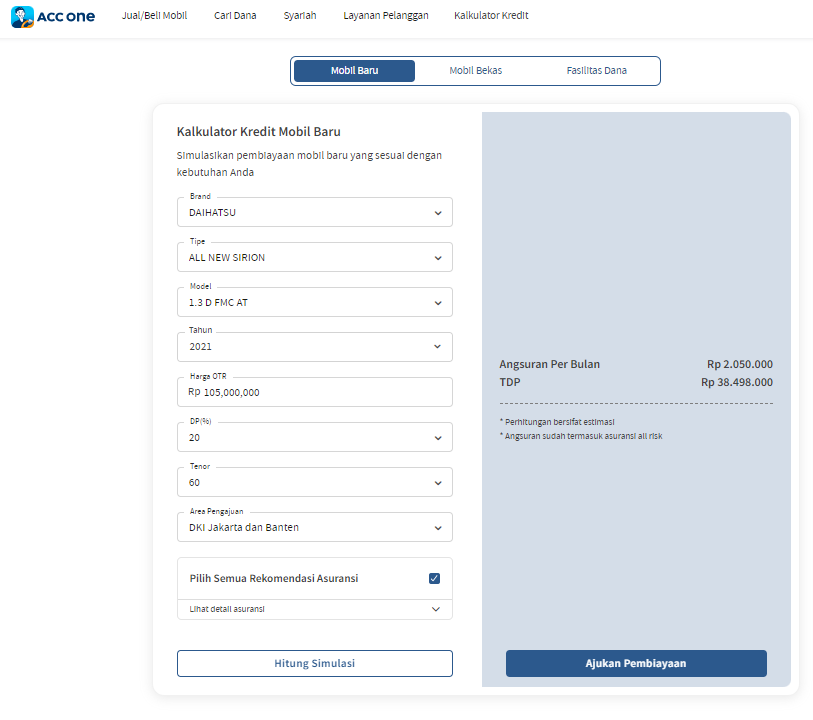 ACC ONE
Jual/Beli Mobil
Cari Dana
Syariah
Layanan Pelanggan
Kalkulator Kredit
Mobil Baru
Mobil Bekas
Fasilitas Dana
Kalkulator Kredit Mobil Baru
Simulasikan pembiayaan mobil baru yang sesuai dengan
kebutuhan Anda
Brand
DAIHATSU
Tipe
ALL NEW SIRION
Model
1.3 D FMC AT
Tahun
2021
Harga OTR
Rp 105,000,000
DP(%)
20
Tenor
60
Area Pengajuan
DKI Jakarta dan Banten
Pilih Semua Rekomendasi Asuransi
Lihat detail asuransi
Hitung Simulasi
Angsuran Per Bulan Rp 2.050.000
TDP Rp 38.498.000
* Perhitungan bersifat estimasi
* Angsuran sudah termasuk asuransi all risk
Ajukan Pembiayaan